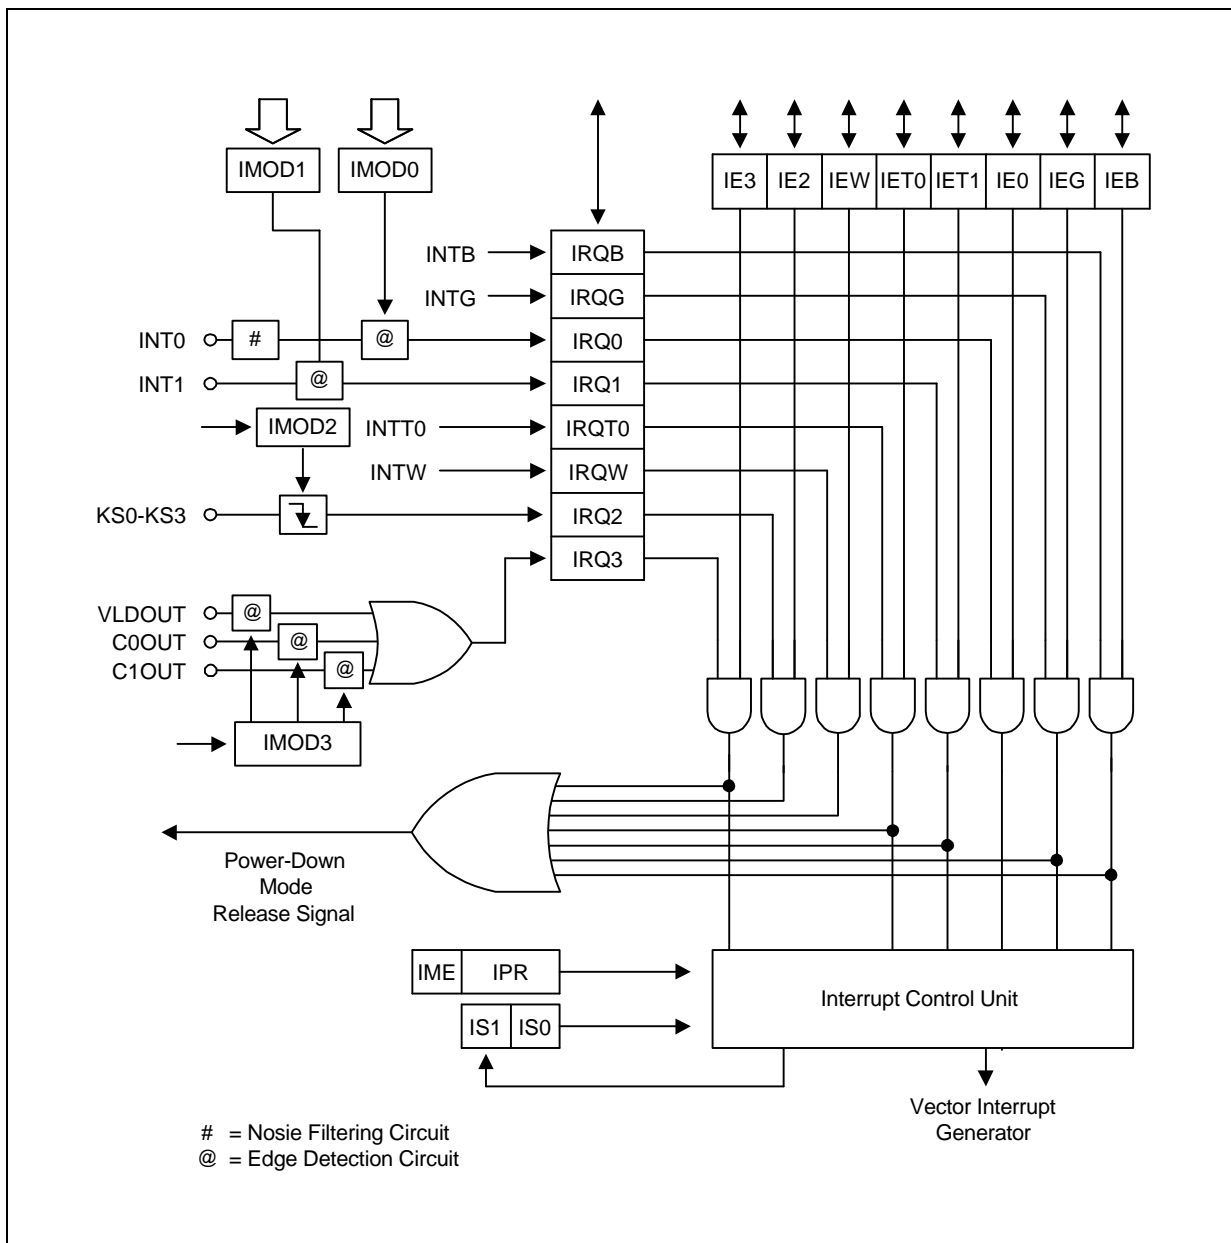 IMOD1 IMOD0
IE3 IE2 IEW IET0 IET1 IE0 IEG IEB
INTB IRQB
INTG IRQG
INT0 # @ IRQ0
INT1 @ IRQ1
IMOD2 INTT0 IRQT0
INTW IRQW
KS0-KS3 IRQ2
IRQ3
VLDOUT @
C0OUT @
C1OUT @
IMOD3
Power-Down
Mode
Release Signal
IME IPR
Interrupt Control Unit
IS1 IS0
Vector Interrupt
Generator
# = Nosie Filtering Circuit
@ = Edge Detection Circuit